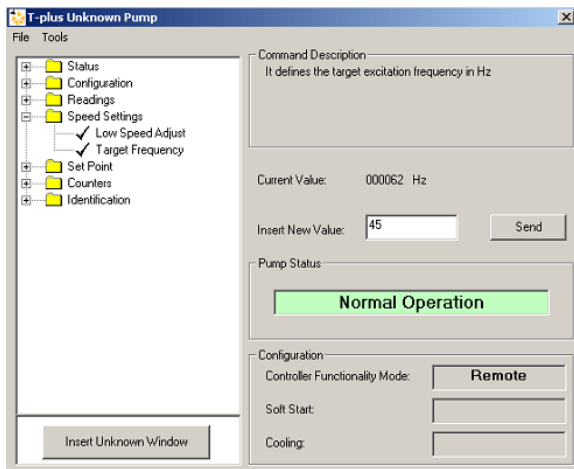 T-plus Unknown Pump
File Tools
Status
Configuration
Readings
Speed Settings
Low Speed Adjust
Target Frequency
Set Point
Counters
Identification
Insert Unknown Window
Command Description
It defines the target excitation frequency in Hz
Current Value: 000062 Hz
Insert New Value: 45 Send
Pump Status
Normal Operation
Configuration
Controller Functionality Mode: Remote
Soft Start:
Cooling: